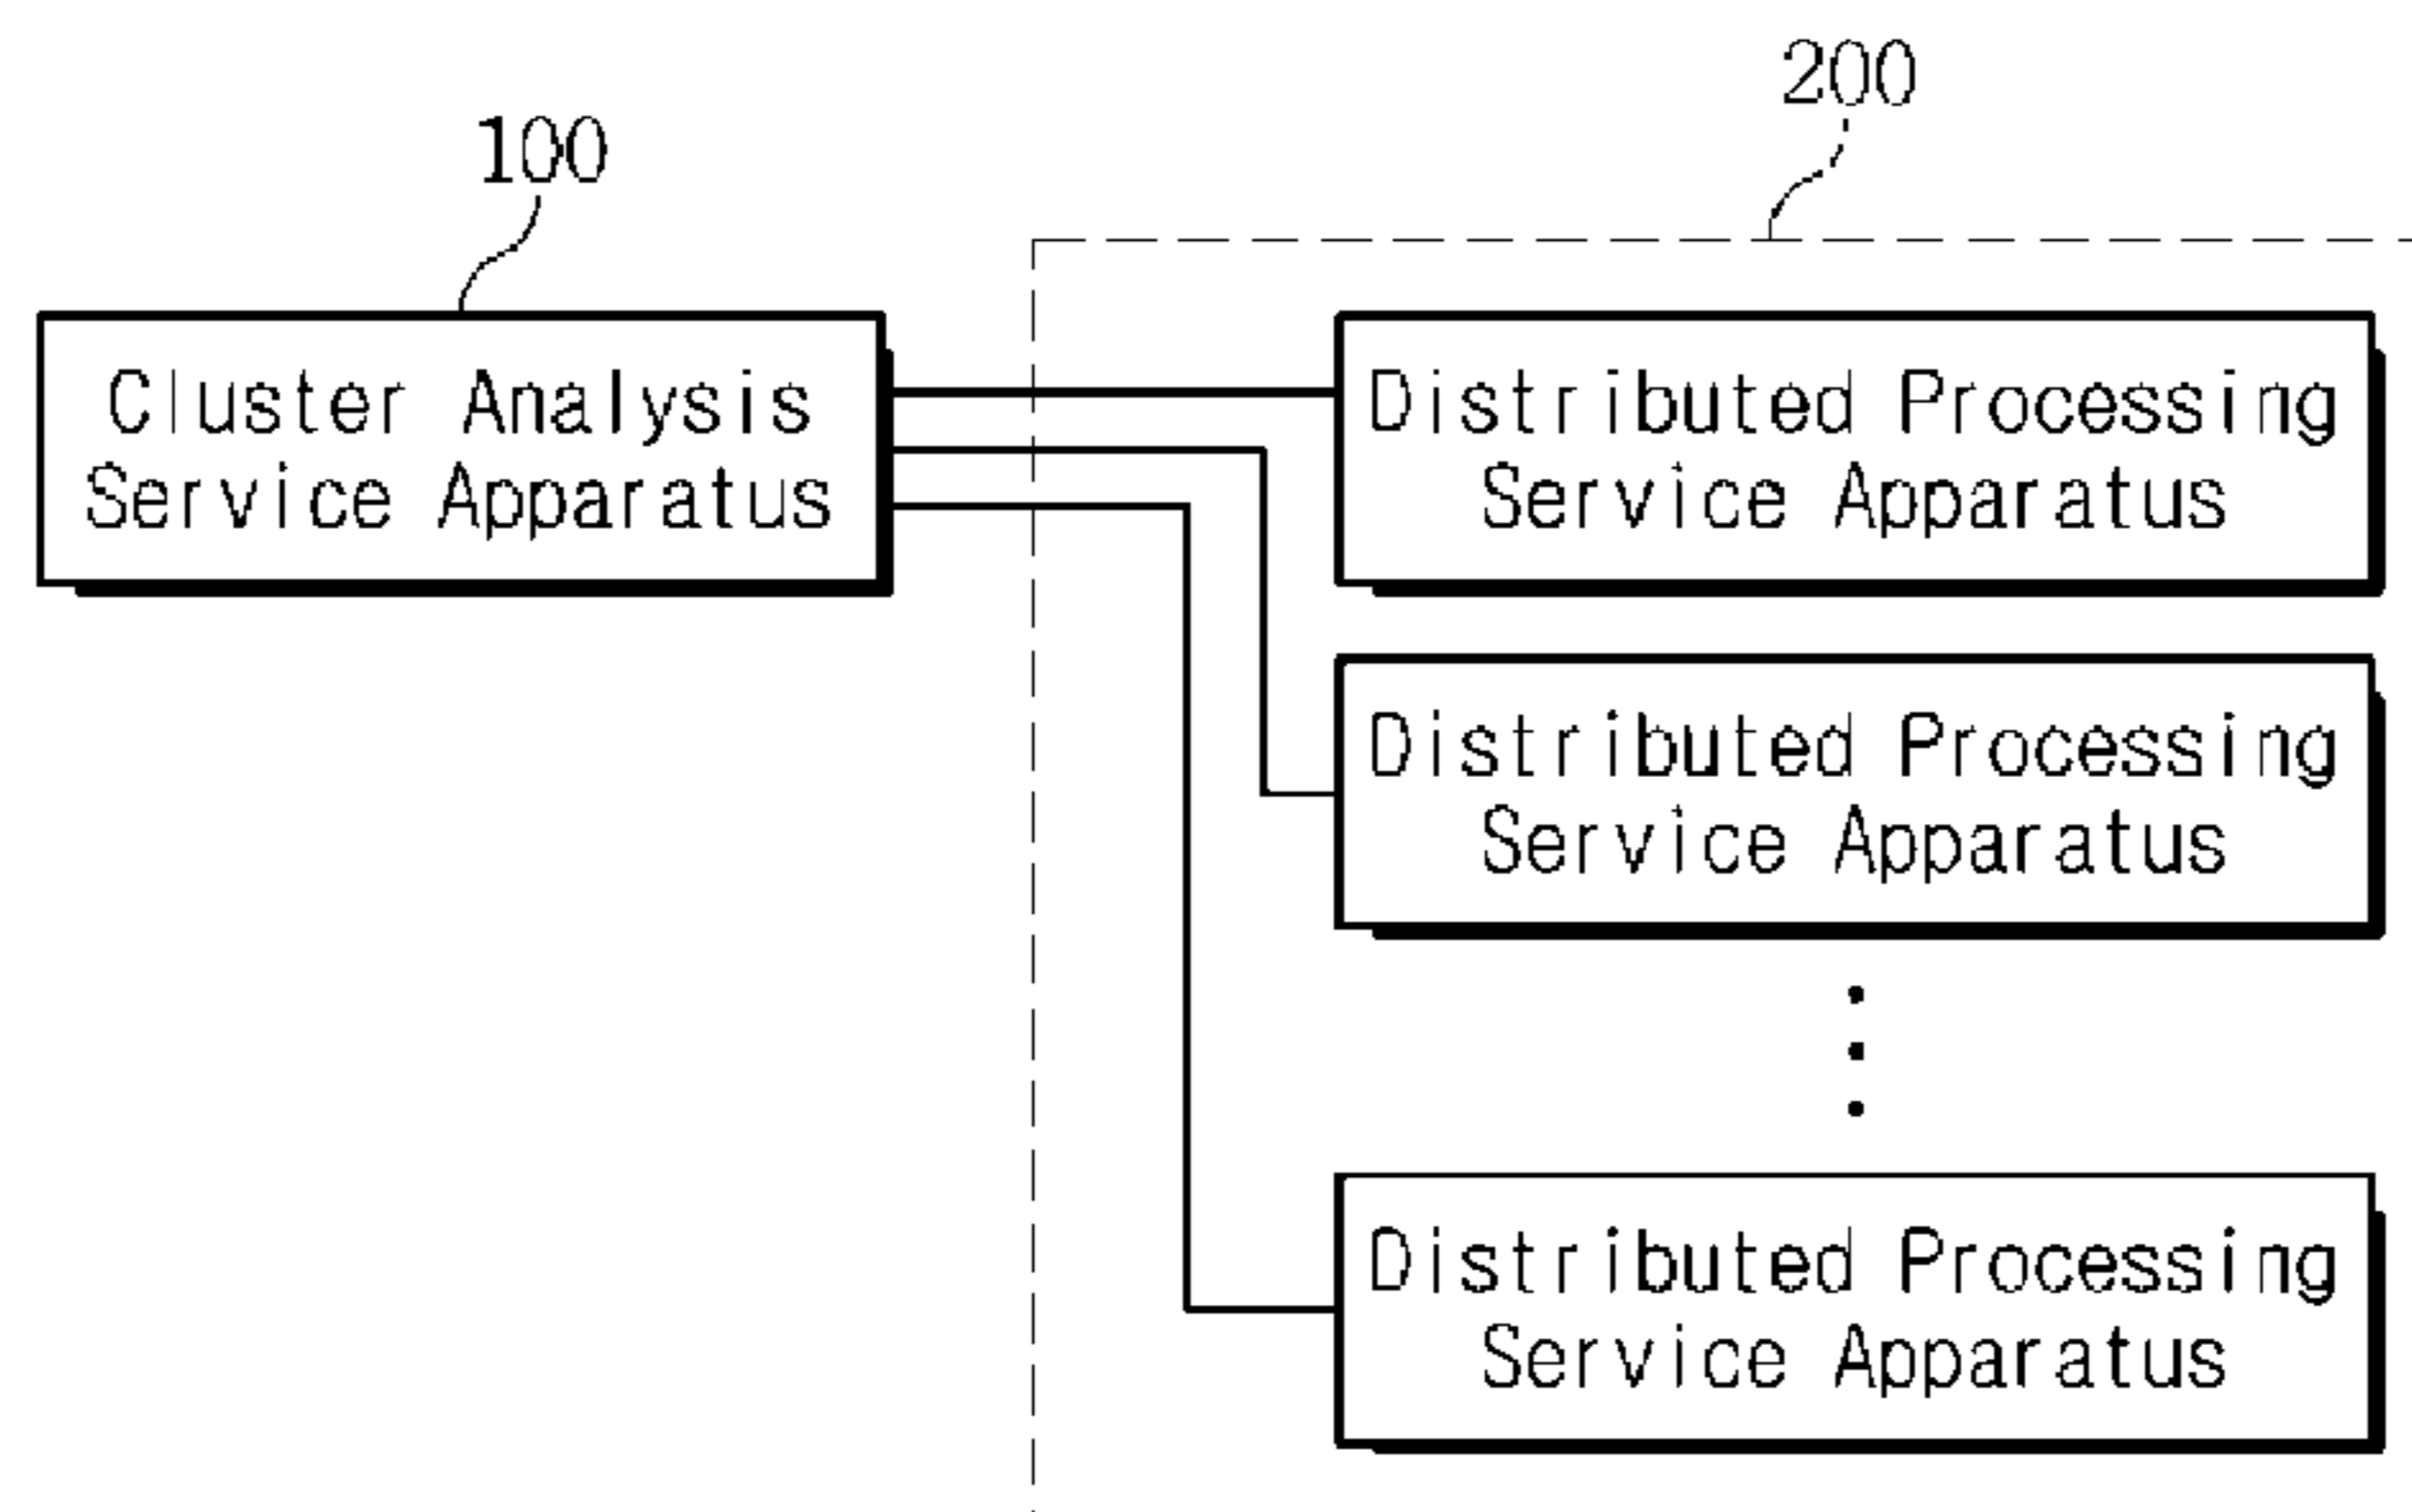 200
100
Cluster Analysis
Service Apparatus
Distributed Processing
Service Apparatus
Distributed Processing
Service Apparatus
Distributed Processing
Service Apparatus